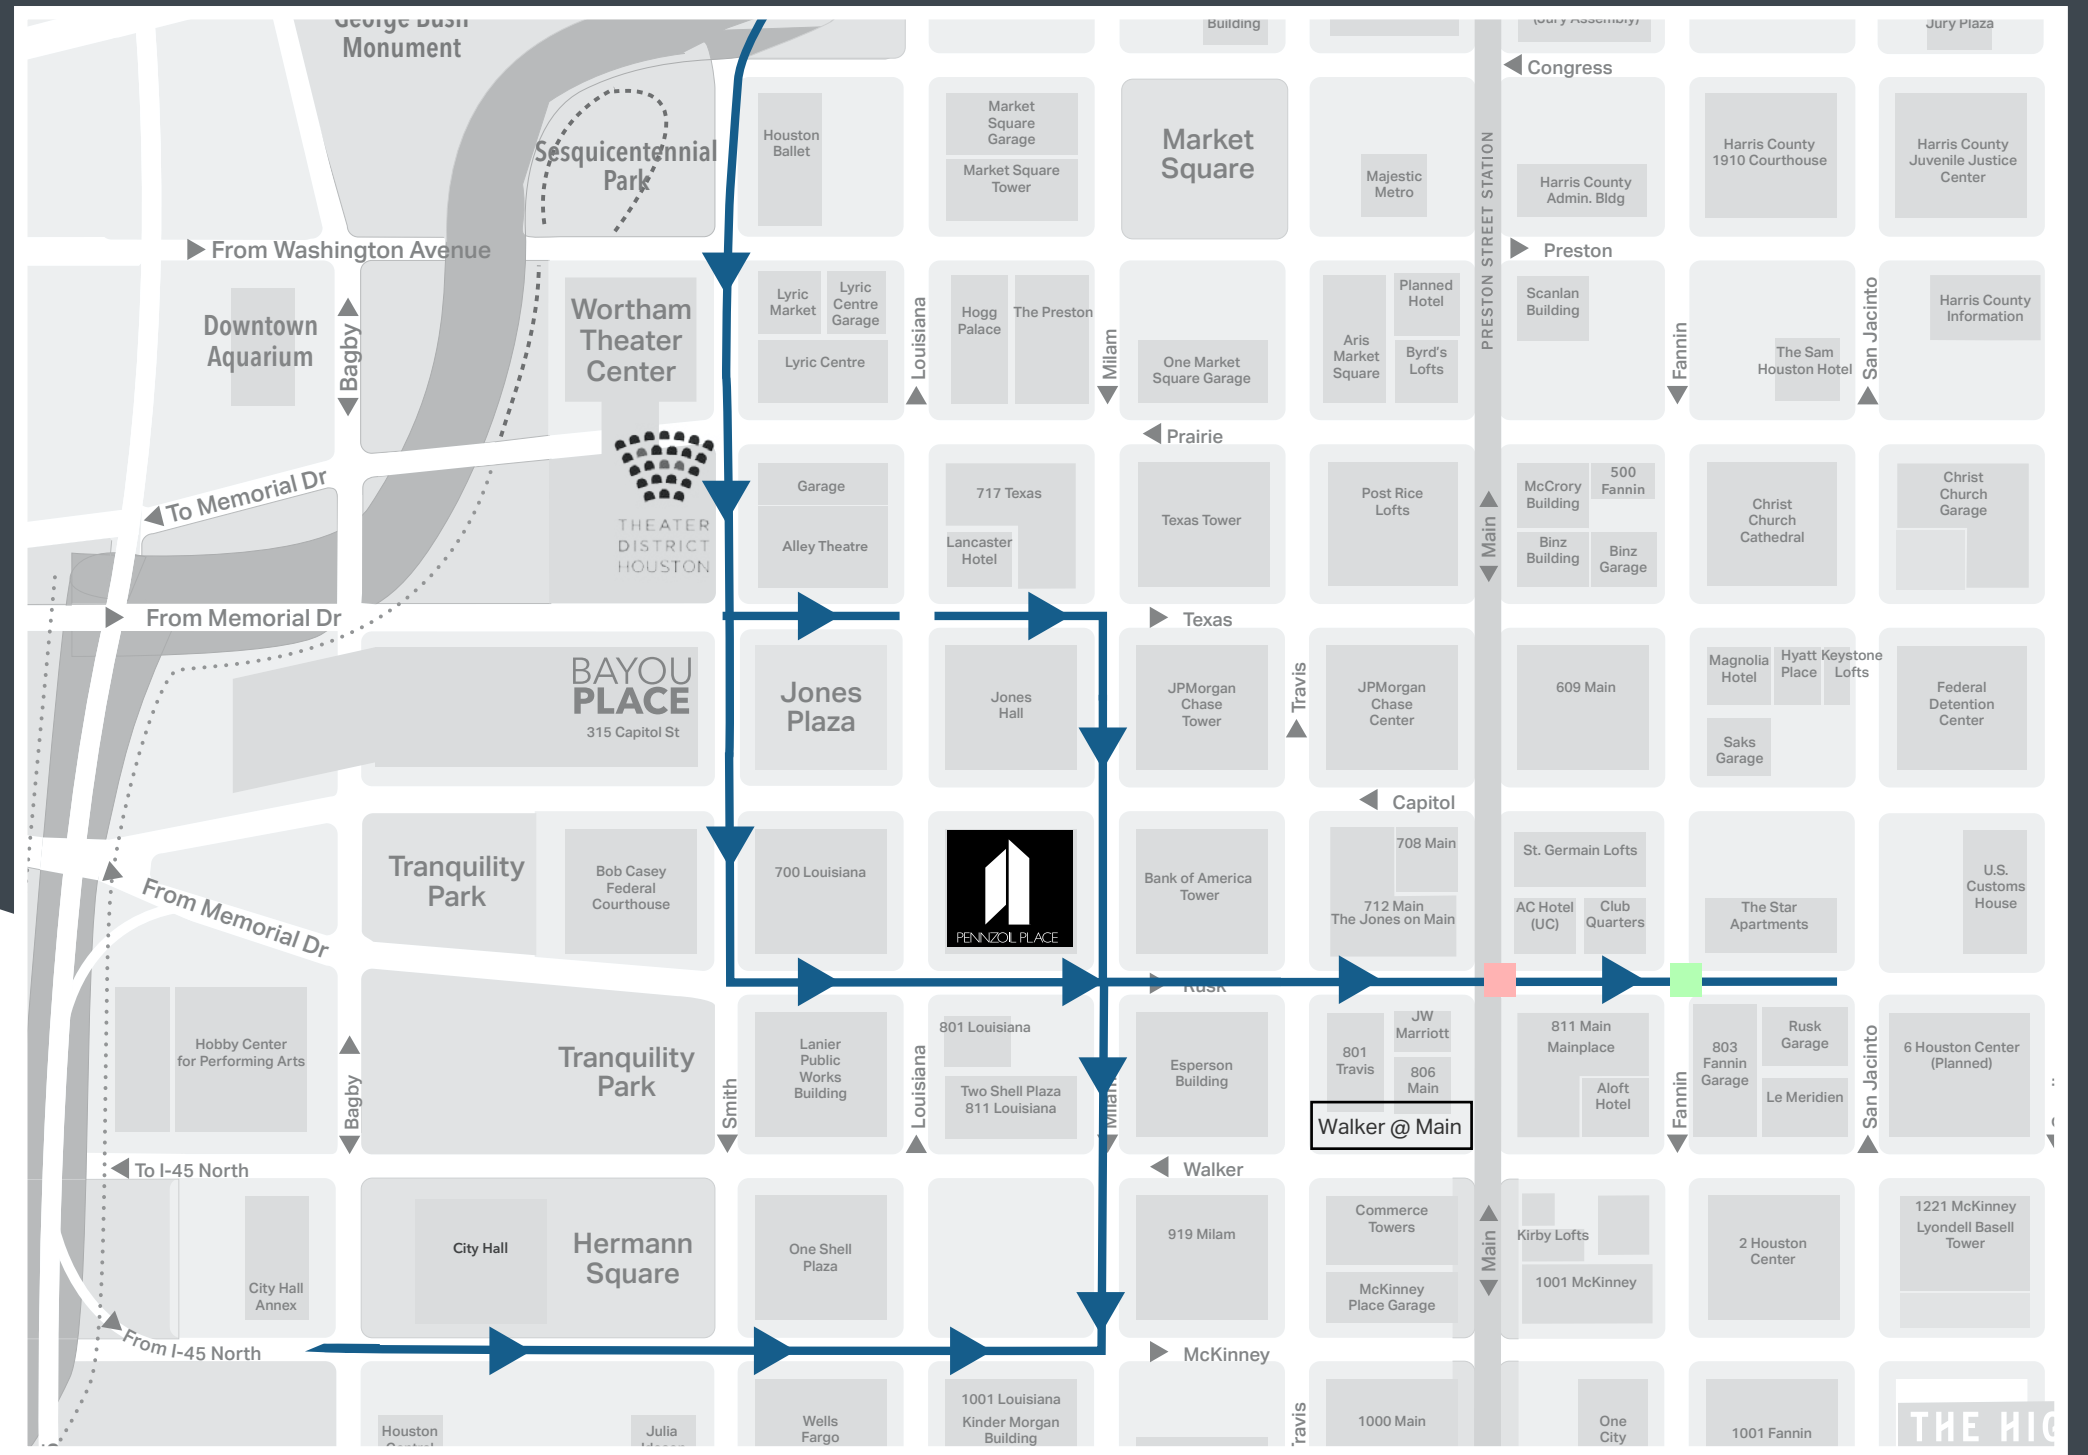 George Bush
Monument
Building
(Jury Assembly)
Jury Plaza
Congress
Houston
Ballet
Market
Square
Garage
Market Square
Tower
Market
Square
Sesquicentennial
Park
Majestic
Metro
PRESTON STREET STATION
Harris County
Admin. Bldg
Harris County
1910 Courthouse
Harris County
Juvenile Justice
Center
From Washington Avenue
Preston
Downtown
Aquarium
Bagby
Wortham
Theater
Center
Lyric
Market
Lyric
Centre
Garage
Lyric Centre
Louisiana
Hogg
Palace
The Preston
Milam
One Market
Square Garage
Aris
Market
Square
Planned
Hotel
Byrd's
Lofts
Scanlan
Building
Fannin
The Sam
Houston Hotel
San Jacinto
Harris County
Information
Prairie
To Memorial Dr
THEATER
DISTRICT
HOUSTON
Garage
Alley Theatre
717 Texas
Lancaster
Hotel
Texas Tower
Post Rice
Lofts
Main
McCrory
Building
500
Fannin
Binz
Building
Binz
Garage
Christ
Church
Cathedral
Christ
Church
Garage
From Memorial Dr
Texas
BAYOU
PLACE
315 Capitol St
Jones
Plaza
Jones
Hall
JPMorgan
Chase
Tower
Travis
JPMorgan
Chase
Center
609 Main
Magnolia
Hotel
Hyatt
Place
Keystone
Lofts
Saks
Garage
Federal
Detention
Center
Capitol
From Memorial Dr
Tranquility
Park
Bob Casey
Federal
Courthouse
700 Louisiana
PENNZOIL PLACE
Bank of America
Tower
708 Main
712 Main
The Jones on Main
St. Germain Lofts
AC Hotel
(UC)
Club
Quarters
The Star
Apartments
U.S.
Customs
House
Rusk
Hobby Center
for Performing Arts
Bagby
Tranquility
Park
Smith
Lanier
Public
Works
Building
Louisiana
801 Louisiana
Two Shell Plaza
811 Louisiana
Milam
Esperson
Building
801
Travis
JW
Marriott
806
Main
Walker @ Main
811 Main
Mainplace
Aloft
Hotel
Fannin
803
Fannin
Garage
Rusk
Garage
Le Meridien
San Jacinto
6 Houston Center
(Planned)
To I-45 North
Walker
City Hall
Annex
City Hall
Hermann
Square
One Shell
Plaza
919 Milam
Commerce
Towers
McKinney
Place Garage
Main
Kirby Lofts
1001 McKinney
2 Houston
Center
1221 McKinney
Lyondell Basell
Tower
From I-45 North
McKinney
Houston
Julia
Wells
Fargo
1001 Louisiana
Kinder Morgan
Building
Travis
1000 Main
One
City
1001 Fannin
THE HIG